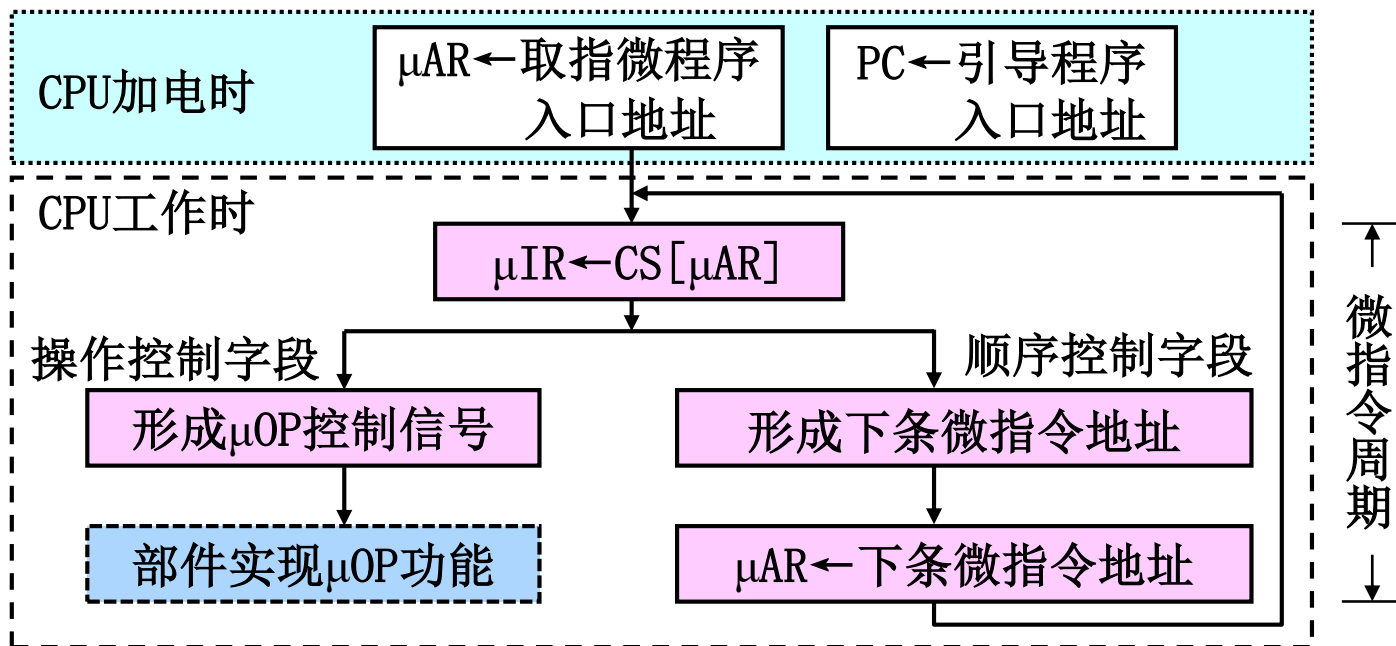 CPU加电时
μAR←取指微程序
入口地址
PC←引导程序
入口地址
CPU工作时
μIR←CS[μAR]
操作控制字段
顺序控制字段
形成μOP控制信号
形成下条微指令地址
部件实现μOP功能
μAR←下条微指令地址
微指令周期